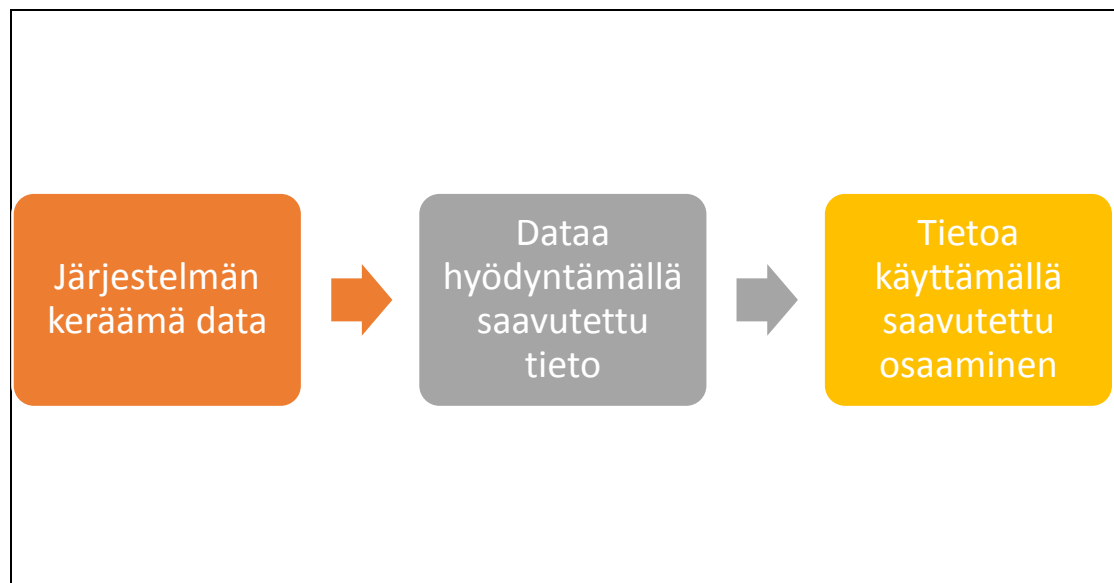 Järjestelmän
keräämä data
Dataa
hyödyntämällä
saavutettu
tieto
Tietoa
käyttämällä
saavutettu
osaaminen